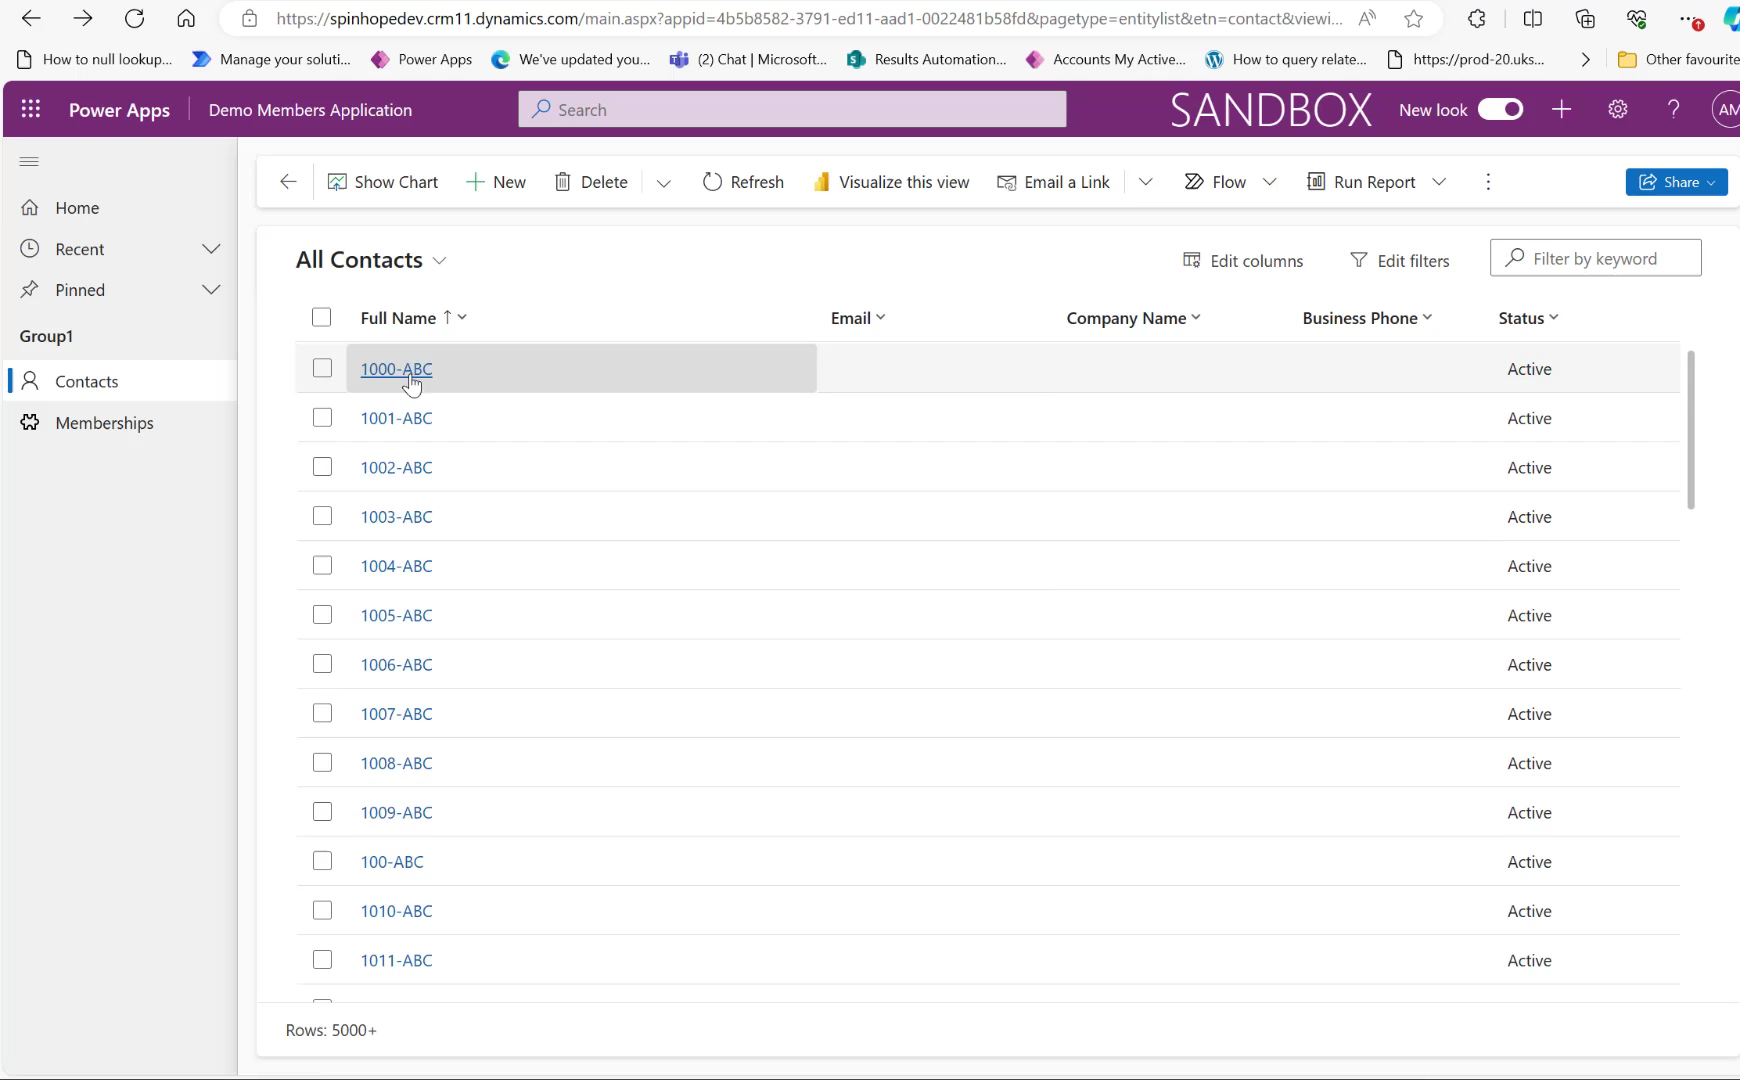 https://spinhopedev.crm11.dynamics.com/main.aspx?appid=4b5b8582-3791-ed11-aad1-0022481b58fd&pagetype=entitylist&etn=contact&viewi...
How to null lookup... Manage your soluti... Power Apps We've updated you... (2) Chat | Microsoft... Results Automation... Accounts My Active... How to query relate... https://prod-20.uks... Other favourite
Power Apps Demo Members Application Search SANDBOX New look AM
Show Chart New Delete Refresh Visualize this view Email a Link Flow Run Report Share
Home
Recent
Pinned
Group1
Contacts
Memberships
All Contacts Edit columns Edit filters Filter by keyword
Full Name Email Company Name Business Phone Status
1000-ABC Active
1001-ABC Active
1002-ABC Active
1003-ABC Active
1004-ABC Active
1005-ABC Active
1006-ABC Active
1007-ABC Active
1008-ABC Active
1009-ABC Active
100-ABC Active
1010-ABC Active
1011-ABC Active
Rows: 5000+